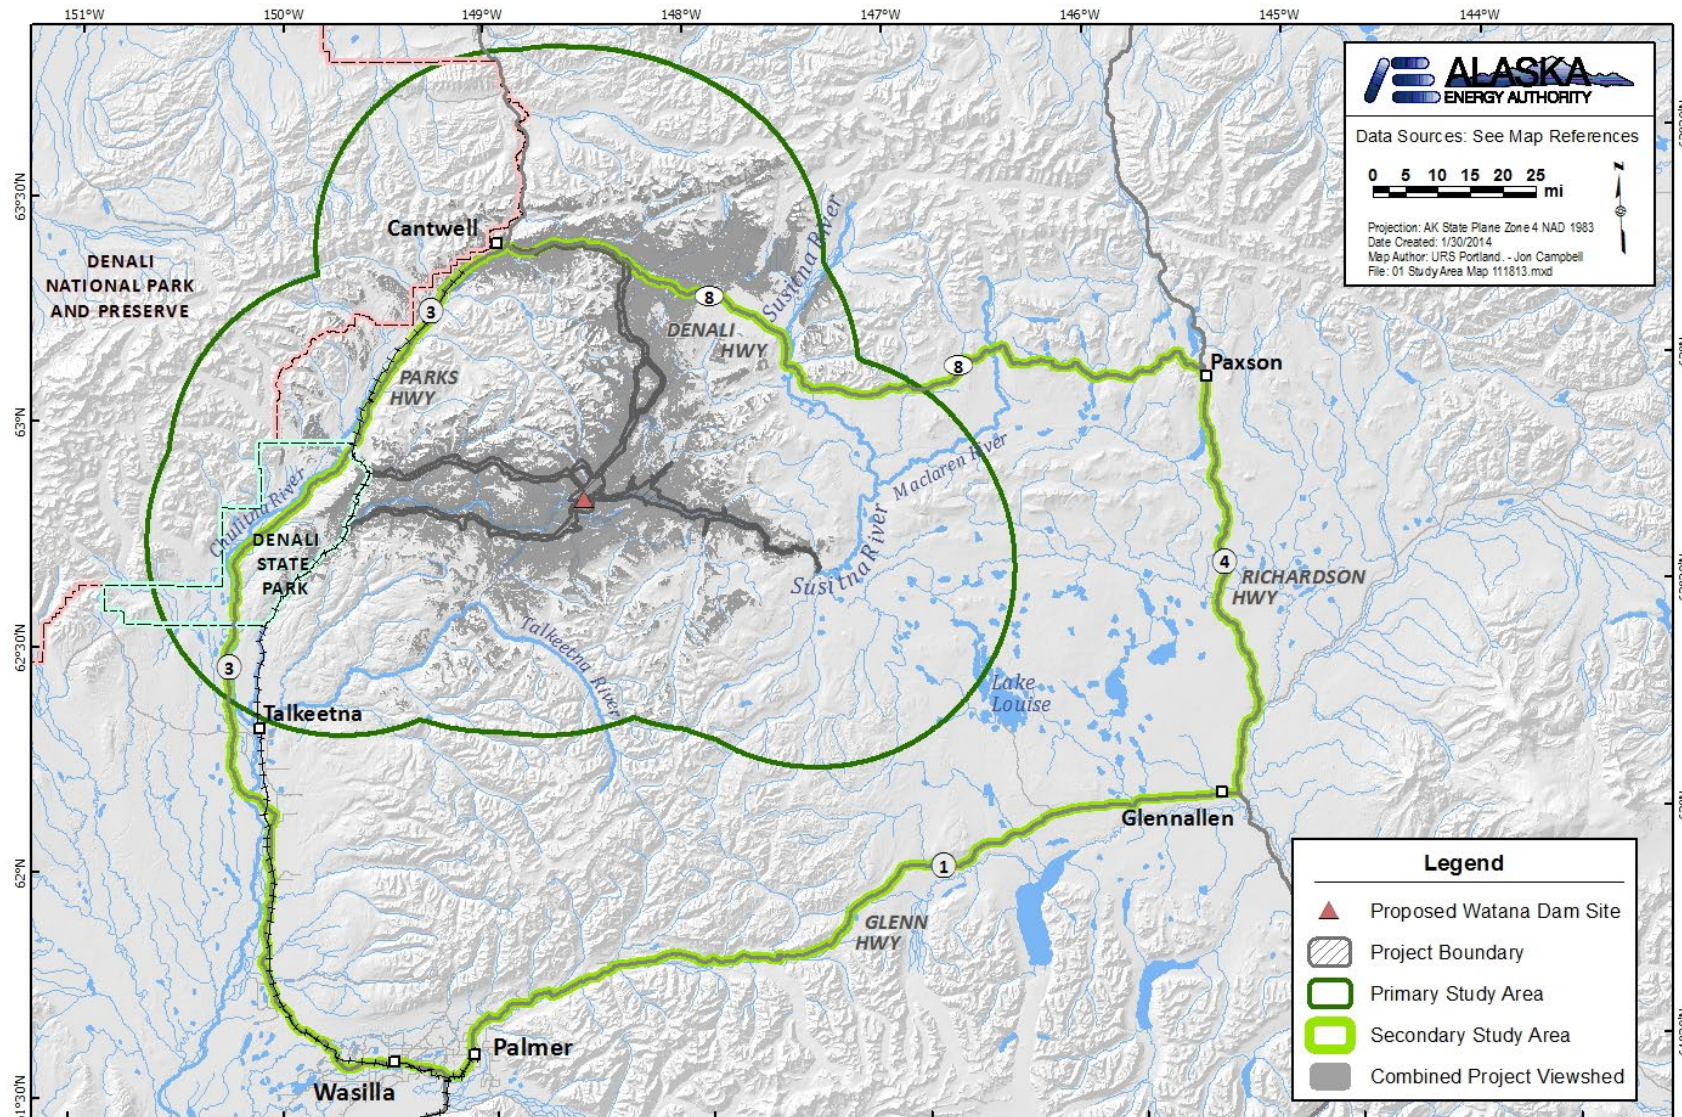 151°W
150°W
149°W
148°W
147°W
146°W
145°W
144°W
63°30'N
63°N
62°30'N
62°N
ALASKA
ENERGY AUTHORITY
Data Sources: See Map References
0 5 10 15 20 25
mi
N
Projection: AK State Plane Zone 4 NAD 1983
Date Created: 1/30/2014
Map Author: URS Portland. - Jon Campbell
File: 01 StudyArea Map 111813.mxd
Cantwell
DENALI
NATIONAL PARK
AND PRESERVE
3
8
Susitna River
DENALI
HWY
PARKS
HWY
8
Paxson
Maclaren River
Chulitna River
DENALI
STATE
PARK
Susitna River
4
RICHARDSON
HWY
Talkeetna River
3
Lake
Louise
Talkeetna
Glennallen
1
GLENN
HWY
Palmer
Wasilla
Legend
Proposed Watana Dam Site
Project Boundary
Primary Study Area
Secondary Study Area
Combined Project Viewshed